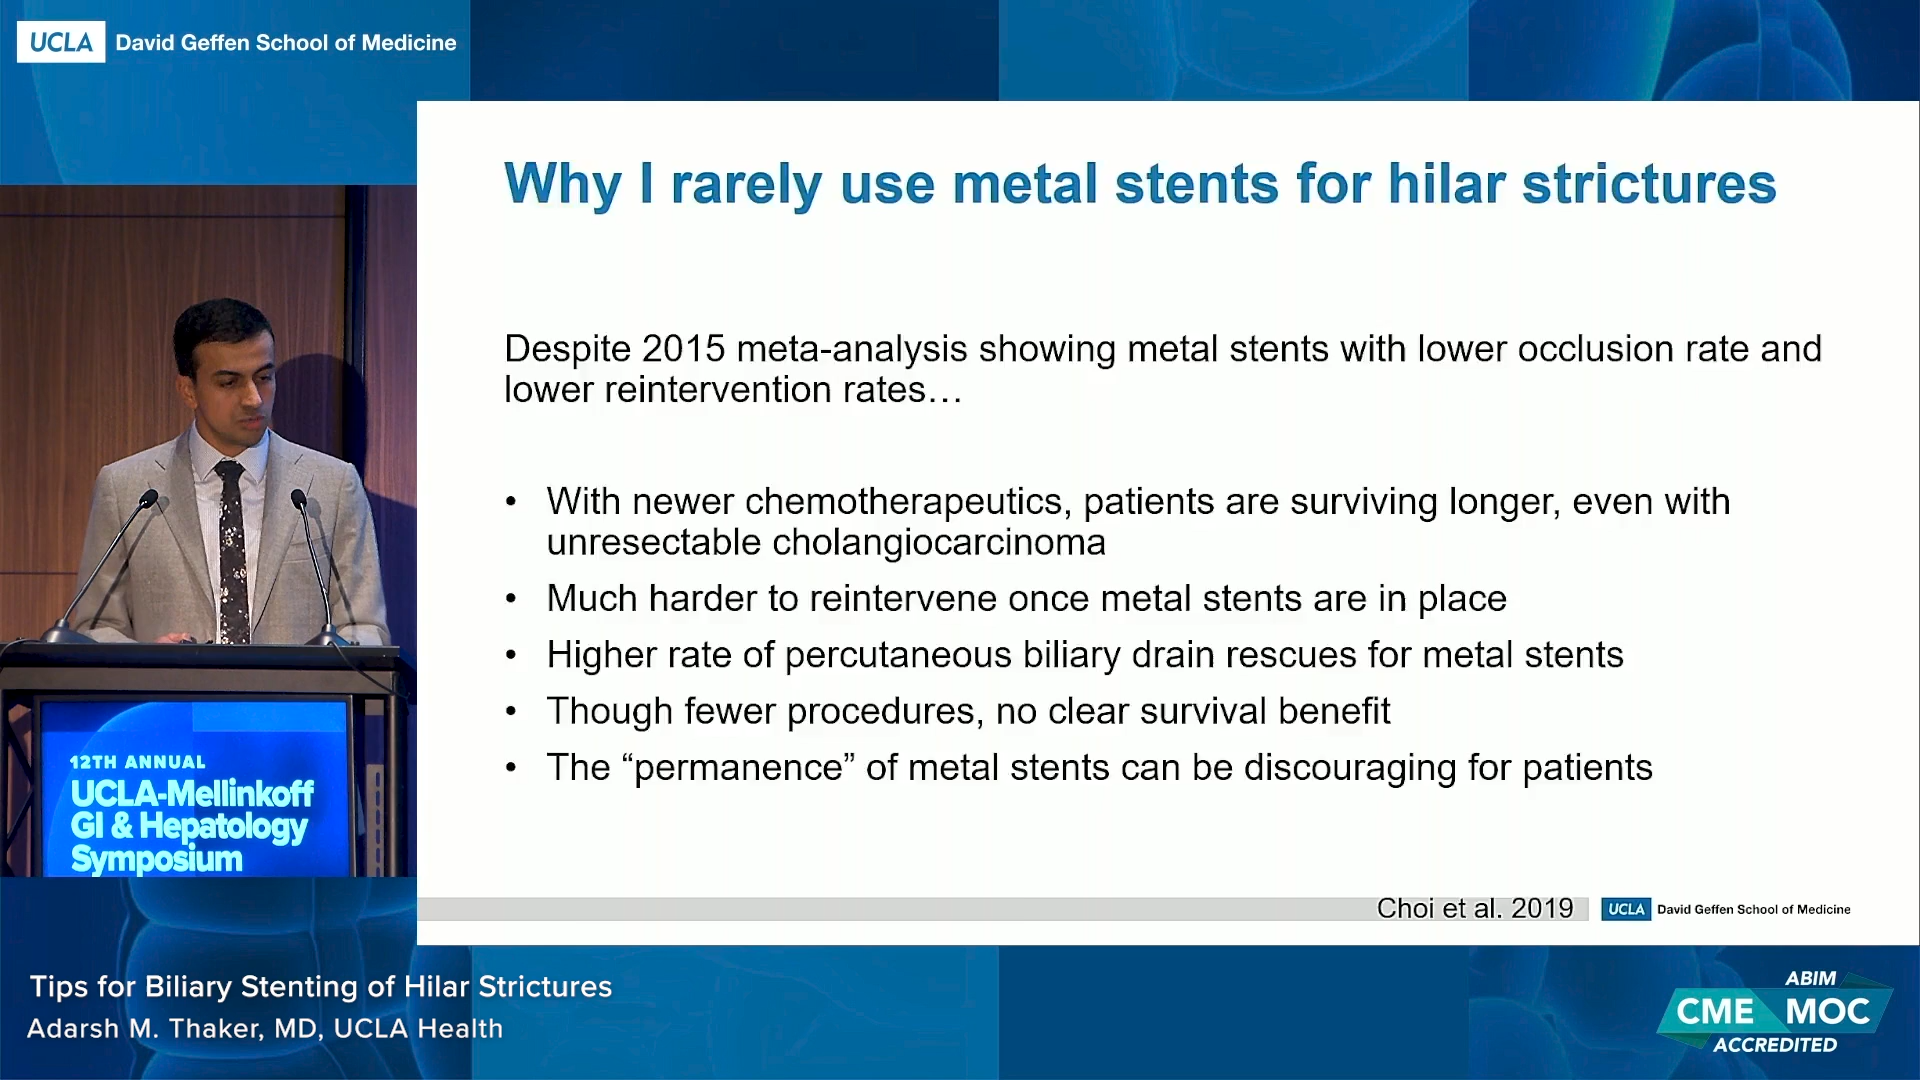 UCLA David Geffen School of Medicine
Why I rarely use metal stents for hilar strictures
Despite 2015 meta-analysis showing metal stents with lower occlusion rate and
lower reintervention rates…
• With newer chemotherapeutics, patients are surviving longer, even with
unresectable cholangiocarcinoma
• Much harder to reintervene once metal stents are in place
• Higher rate of percutaneous biliary drain rescues for metal stents
• Though fewer procedures, no clear survival benefit
• The “permanence” of metal stents can be discouraging for patients
Choi et al. 2019
UCLA David Geffen School of Medicine
12TH ANNUAL
UCLA-Mellinkoff
GI & Hepatology
Symposium
Tips for Biliary Stenting of Hilar Strictures
Adarsh M. Thaker, MD, UCLA Health
ABIM
CME MOC
ACCREDITED